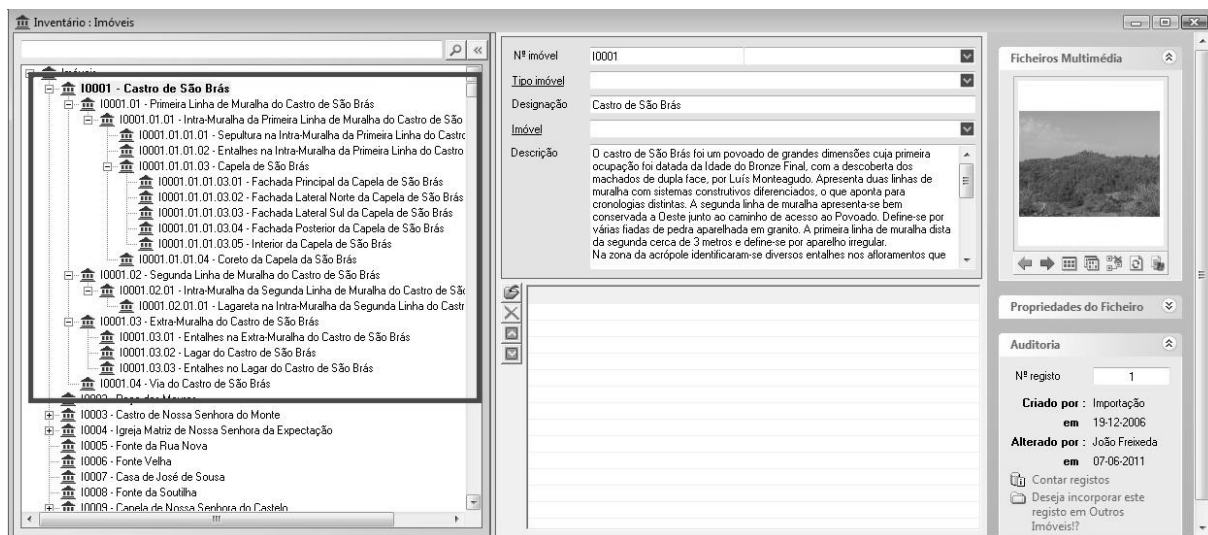 Inventário : Imóveis
I0001 - Castro de São Brás
I0001.01 - Primeira Linha de Muralha do Castro de São Brás
I0001.01.01 - Intra-Muralha da Primeira Linha de Muralha do Castro de São
I0001.01.01.01 - Sepultura na Intra-Muralha da Primeira Linha do Castro
I0001.01.01.02 - Entalhes na Intra-Muralha da Primeira Linha do Castro
I0001.01.01.03 - Capela de São Brás
I0001.01.01.03.01 - Fachada Principal da Capela de São Brás
I0001.01.01.03.02 - Fachada Lateral Norte da Capela de São Brás
I0001.01.01.03.03 - Fachada Lateral Sul da Capela de São Brás
I0001.01.01.03.04 - Fachada Posterior da Capela de São Brás
I0001.01.01.03.05 - Interior da Capela de São Brás
I0001.01.01.04 - Coreto da Capela da São Brás
I0001.02 - Segunda Linha de Muralha do Castro de São Brás
I0001.02.01 - Intra-Muralha da Segunda Linha de Muralha do Castro de São
I0001.02.01.01 - Lagareta na Intra-Muralha da Segunda Linha do Castr
I0001.03 - Extra-Muralha do Castro de São Brás
I0001.03.01 - Entalhes na Extra-Muralha do Castro de São Brás
I0001.03.02 - Lagar do Castro de São Brás
I0001.03.03 - Entalhes no Lagar do Castro de São Brás
I0001.04 - Via do Castro de São Brás
I0003 - Castro de Nossa Senhora do Monte
I0004 - Igreja Matriz de Nossa Senhora da Expectação
I0005 - Fonte da Rua Nova
I0006 - Fonte Velha
I0007 - Casa de José de Sousa
I0008 - Fonte da Soutilha
I0009 - Capela de Nossa Senhora do Castelo
Nº imóvel I0001
Tipo imóvel
Designação Castro de São Brás
Imóvel
Descrição O castro de São Brás foi um povoado de grandes dimensões cuja primeira
ocupação foi datada da Idade do Bronze Final, com a descoberta dos
machados de dupla face, por Luís Monteagudo. Apresenta duas linhas de
muralha com sistemas construtivos diferenciados, o que aponta para
cronologias distintas. A segunda linha de muralha apresenta-se bem
conservada a Oeste junto ao caminho de acesso ao Povoado. Define-se por
várias fiadas de pedra aparelhada em granito. A primeira linha de muralha dista
da segunda cerca de 3 metros e define-se por aparelho irregular.
Na zona da acrópole identificaram-se diversos entalhes nos afloramentos que
Ficheiros Multimédia
Propriedades do Ficheiro
Auditoria
Nº registo 1
Criado por : Importação
em 19-12-2006
Alterado por : João Freixeda
em 07-06-2011
Contar registos
Deseja incorporar este
registo em Outros
Imóveis!?